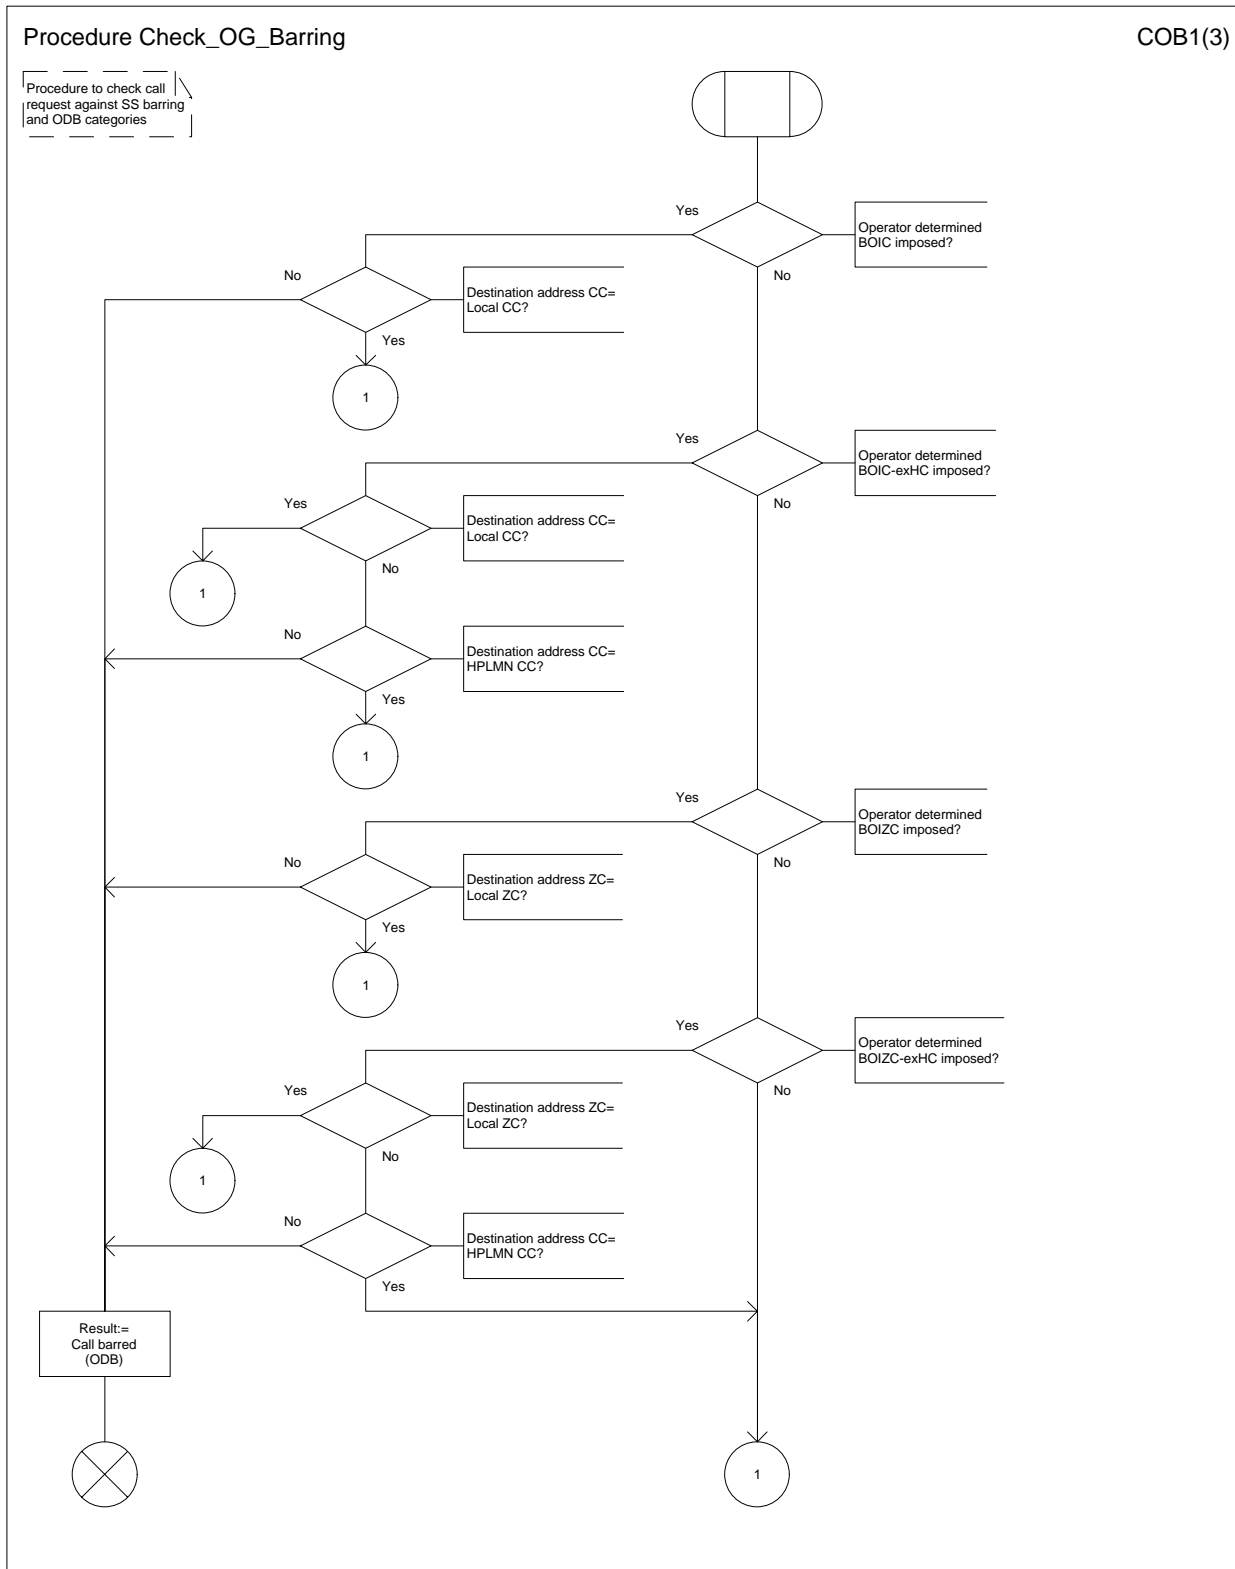 Procedure Check_OG_Barring
COB1(3)
Procedure to check call
request against SS barring
and ODB categories
Yes
Operator determined
BOIC imposed?
No
No
Destination address CC=
Local CC?
Yes
1
Yes
Operator determined
BOIC-exHC imposed?
No
Yes
Destination address CC=
Local CC?
No
1
No
Destination address CC=
HPLMN CC?
Yes
1
Yes
Operator determined
BOIZC imposed?
No
No
Destination address ZC=
Local ZC?
Yes
1
Yes
Operator determined
BOIZC-exHC imposed?
No
Yes
Destination address ZC=
Local ZC?
No
1
No
Destination address CC=
HPLMN CC?
Yes
Result:=
Call barred
(ODB)
1